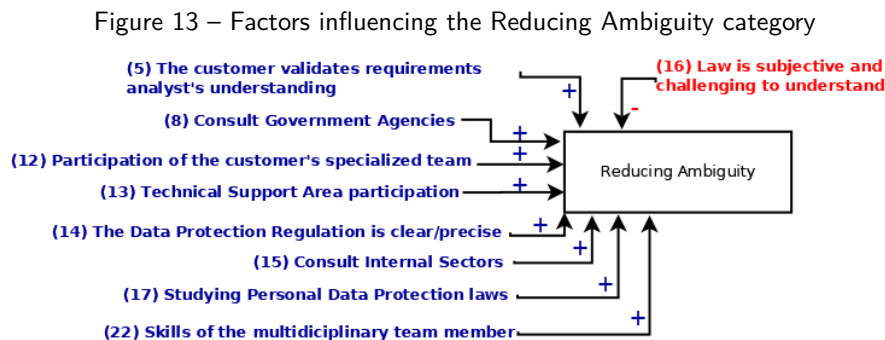 Figure 13 – Factors influencing the Reducing Ambiguity category
(5) The customer validates requirements
analyst's understanding
+
(16) Law is subjective and
challenging to understand
-
(8) Consult Government Agencies
+
(12) Participation of the customer's specialized team
+
(13) Technical Support Area participation
+
Reducing Ambiguity
(14) The Data Protection Regulation is clear/precise
+
(15) Consult Internal Sectors
+
(17) Studying Personal Data Protection laws
+
(22) Skills of the multidiciplinary team member
+